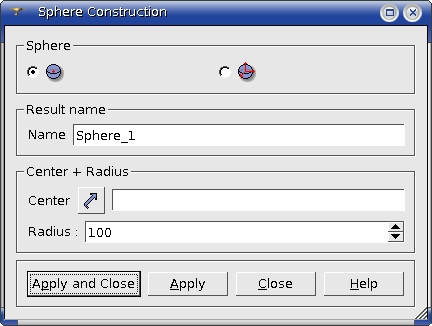 Sphere Construction
Sphere
Result name
Name Sphere_1
Center + Radius
Center
Radius : 100
Apply and Close Apply Close Help